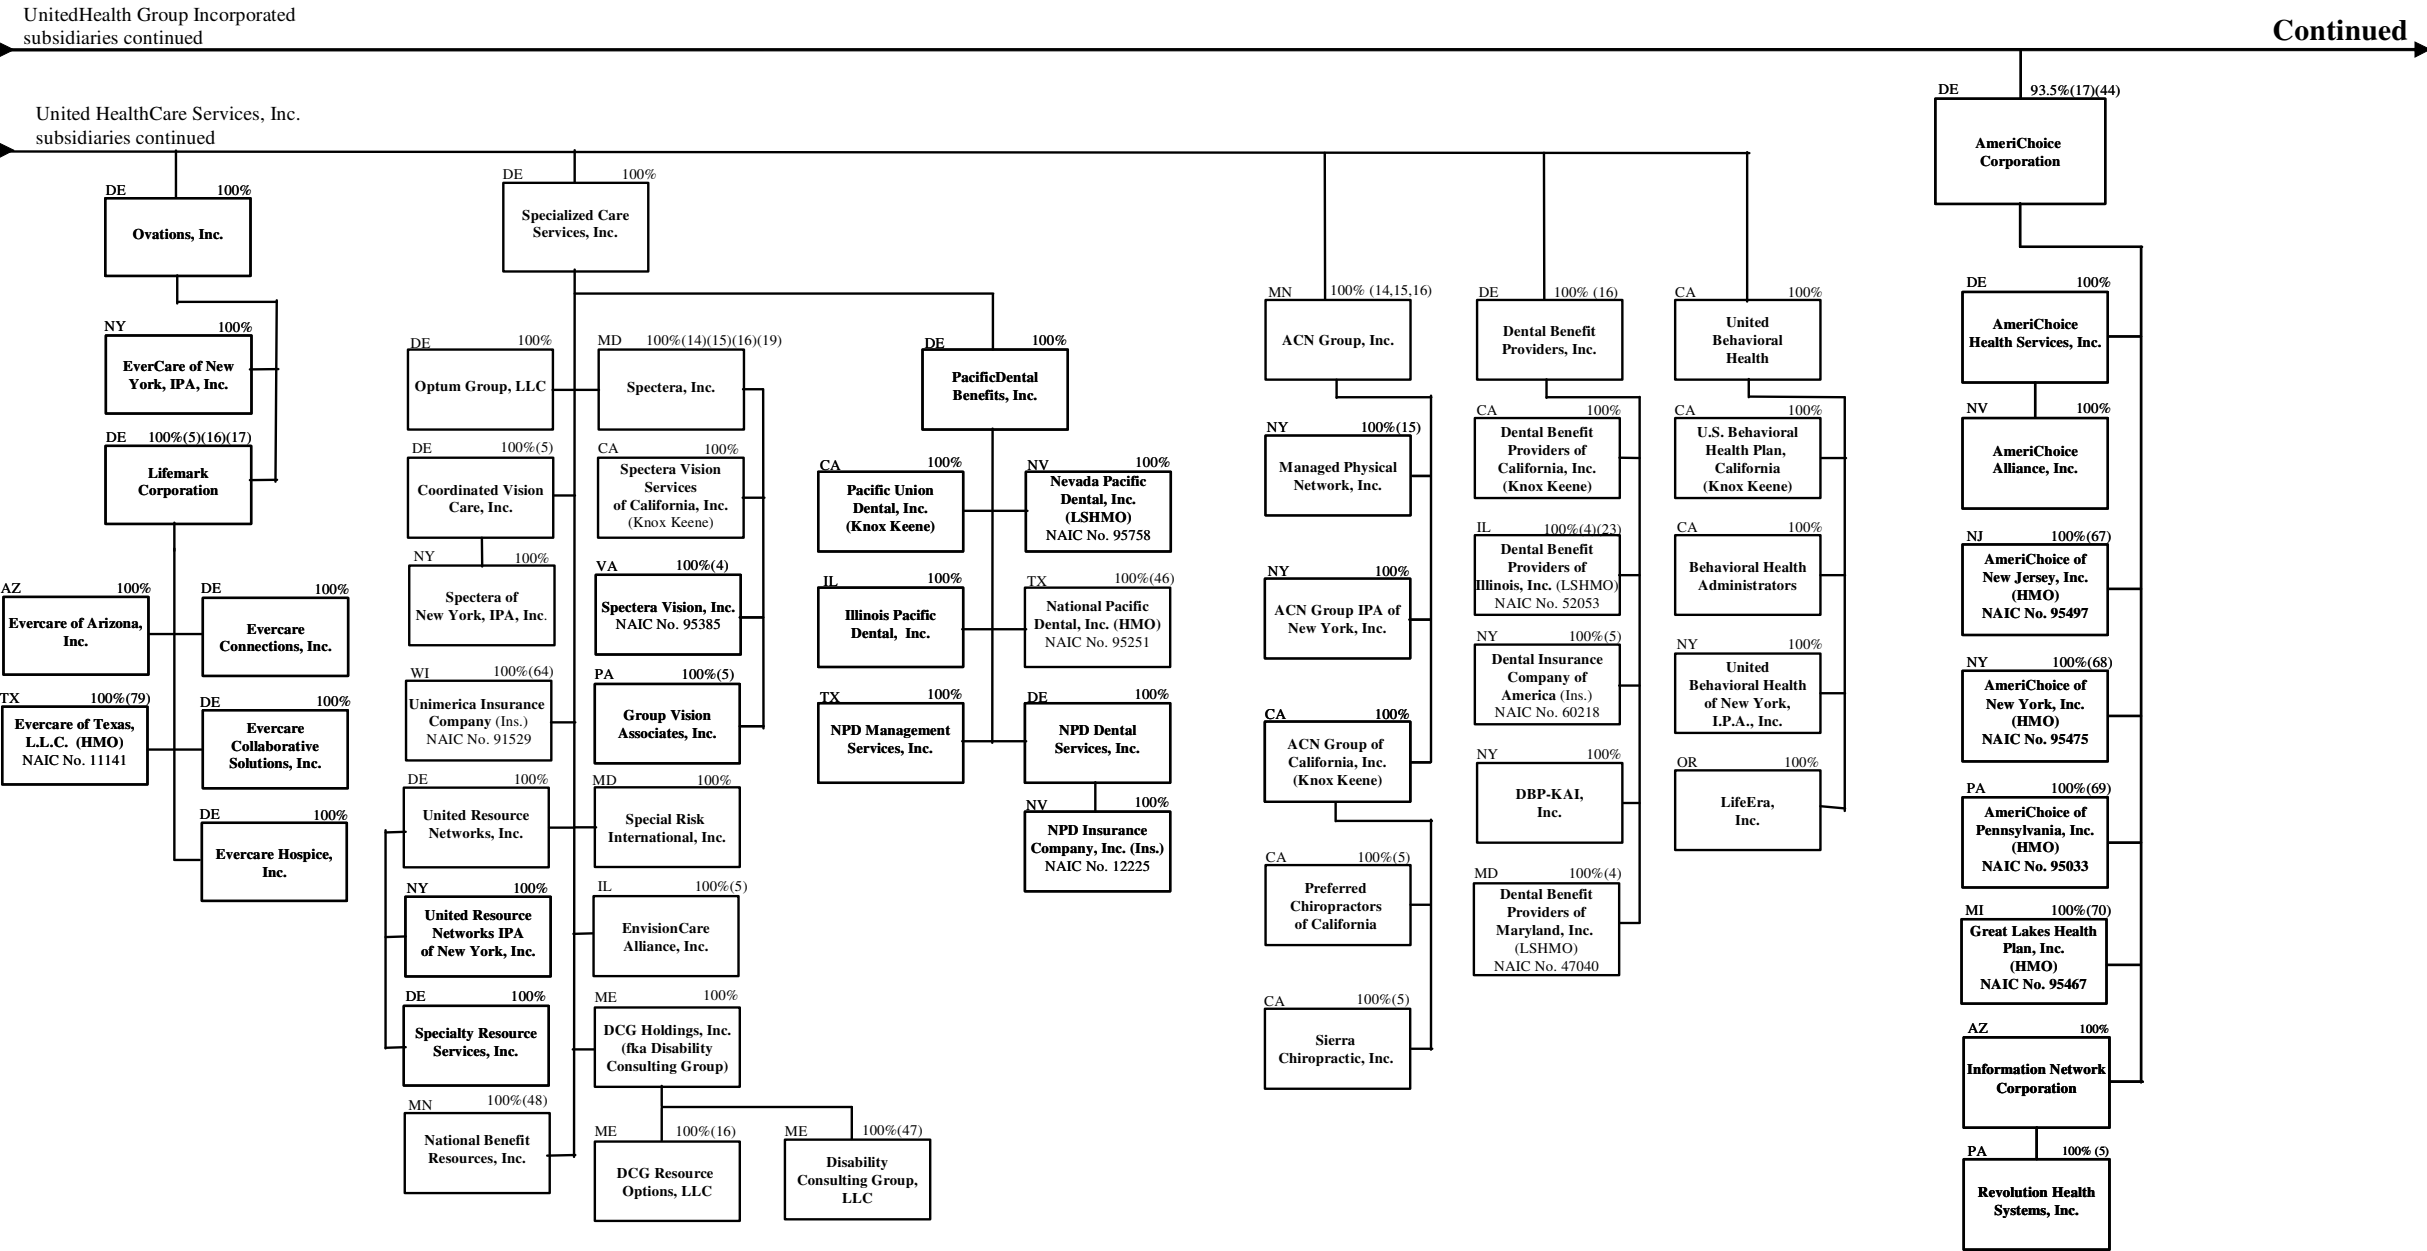 UnitedHealth Group Incorporated
subsidiaries continued
Continued
United HealthCare Services, Inc.
subsidiaries continued
DE 100%
Ovations, Inc.
NY 100%
EverCare of New
York, IPA, Inc.
DE 100%(5)(16)(17)
Lifemark
Corporation
AZ 100%
Evercare of Arizona,
Inc.
DE 100%
Evercare
Connections, Inc.
TX 100%(79)
Evercare of Texas,
L.L.C. (HMO)
NAIC No. 11141
DE 100%
Evercare
Collaborative
Solutions, Inc.
DE 100%
Evercare Hospice,
Inc.
DE 100%
Specialized Care
Services, Inc.
DE 100%
Optum Group, LLC
MD 100%(14)(15)(16)(19)
Spectera, Inc.
DE 100%(5)
Coordinated Vision
Care, Inc.
CA 100%
Spectera Vision
Services
of California, Inc.
(Knox Keene)
NY 100%
Spectera of
New York, IPA, Inc.
VA 100%(4)
Spectera Vision, Inc.
NAIC No. 95385
WI 100%(64)
Unimerica Insurance
Company (Ins.)
NAIC No. 91529
PA 100%(5)
Group Vision
Associates, Inc.
DE 100%
United Resource
Networks, Inc.
MD 100%
Special Risk
International, Inc.
NY 100%
United Resource
Networks IPA
of New York, Inc.
IL 100%(5)
EnvisionCare
Alliance, Inc.
DE 100%
Specialty Resource
Services, Inc.
ME 100%
DCG Holdings, Inc.
(fka Disability
Consulting Group)
MN 100%(48)
National Benefit
Resources, Inc.
ME 100%(16)
DCG Resource
Options, LLC
ME 100%(47)
Disability
Consulting Group,
LLC
DE 100%
PacificDental
Benefits, Inc.
CA 100%
Pacific Union
Dental, Inc.
(Knox Keene)
NV 100%
Nevada Pacific
Dental, Inc.
(LSHMO)
NAIC No. 95758
IL 100%
Illinois Pacific
Dental, Inc.
TX 100%(46)
National Pacific
Dental, Inc. (HMO)
NAIC No. 95251
TX 100%
NPD Management
Services, Inc.
DE 100%
NPD Dental
Services, Inc.
NV 100%
NPD Insurance
Company, Inc. (Ins.)
NAIC No. 12225
MN 100% (14,15,16)
ACN Group, Inc.
NY 100%(15)
Managed Physical
Network, Inc.
NY 100%
ACN Group IPA of
New York, Inc.
CA 100%
ACN Group of
California, Inc.
(Knox Keene)
CA 100%(5)
Preferred
Chiropractors
of California
CA 100%(5)
Sierra
Chiropractic, Inc.
DE 100% (16)
Dental Benefit
Providers, Inc.
CA 100%
Dental Benefit
Providers of
California, Inc.
(Knox Keene)
IL 100%(4)(23)
Dental Benefit
Providers of
Illinois, Inc. (LSHMO)
NAIC No. 52053
NY 100%(5)
Dental Insurance
Company of
America (Ins.)
NAIC No. 60218
NY 100%
DBP-KAI,
Inc.
MD 100%(4)
Dental Benefit
Providers of
Maryland, Inc.
(LSHMO)
NAIC No. 47040
CA 100%
United
Behavioral
Health
CA 100%
U.S. Behavioral
Health Plan,
California
(Knox Keene)
CA 100%
Behavioral Health
Administrators
NY 100%
United
Behavioral Health
of New York,
I.P.A., Inc.
OR 100%
LifeEra,
Inc.
DE 93.5%(17)(44)
AmeriChoice
Corporation
DE 100%
AmeriChoice
Health Services, Inc.
NV 100%
AmeriChoice
Alliance, Inc.
NJ 100%(67)
AmeriChoice of
New Jersey, Inc.
(HMO)
NAIC No. 95497
NY 100%(68)
AmeriChoice of
New York, Inc.
(HMO)
NAIC No. 95475
PA 100%(69)
AmeriChoice of
Pennsylvania, Inc.
(HMO)
NAIC No. 95033
MI 100%(70)
Great Lakes Health
Plan, Inc.
(HMO)
NAIC No. 95467
AZ 100%
Information Network
Corporation
PA 100% (5)
Revolution Health
Systems, Inc.